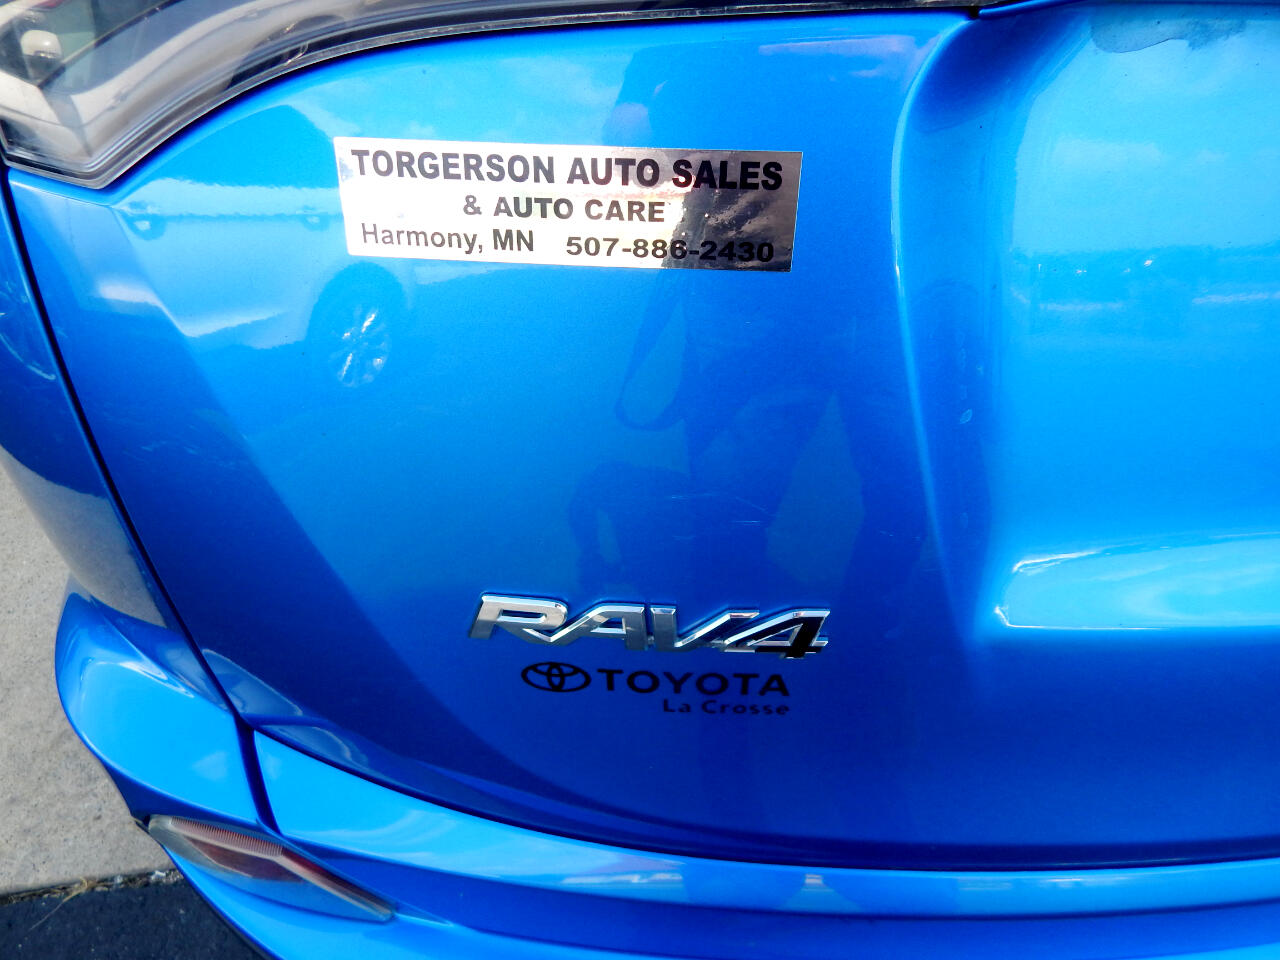 TORGERSON AUTO SALES
& AUTO CARE
Harmony, MN 507-886-2430
RAV4
TOYOTA
La Crosse